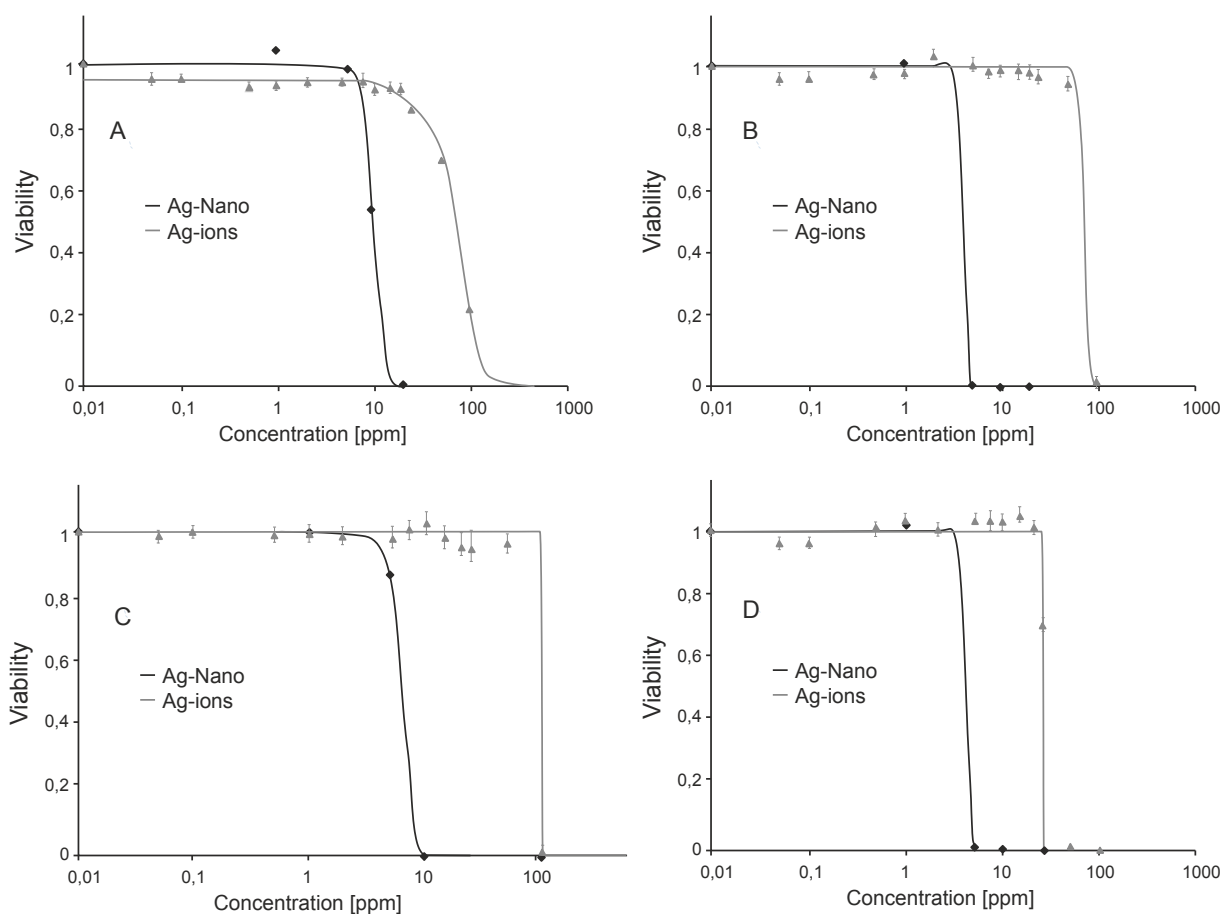 A
Viability
1
0,8
0,6
0,4
0,2
0
Ag-Nano
Ag-ions
0,01 0,1 1 10 100 1000
Concentration [ppm]
B
Viability
1
0,8
0,6
0,4
0,2
0
Ag-Nano
Ag-ions
0,01 0,1 1 10 100 1000
Concentration [ppm]
C
Viability
1
0,8
0,6
0,4
0,2
0
Ag-Nano
Ag-ions
0,01 0,1 1 10 100
Concentration [ppm]
D
Viability
1
0,8
0,6
0,4
0,2
0
Ag-Nano
Ag-ions
0,01 0,1 1 10 100 1000
Concentration [ppm]